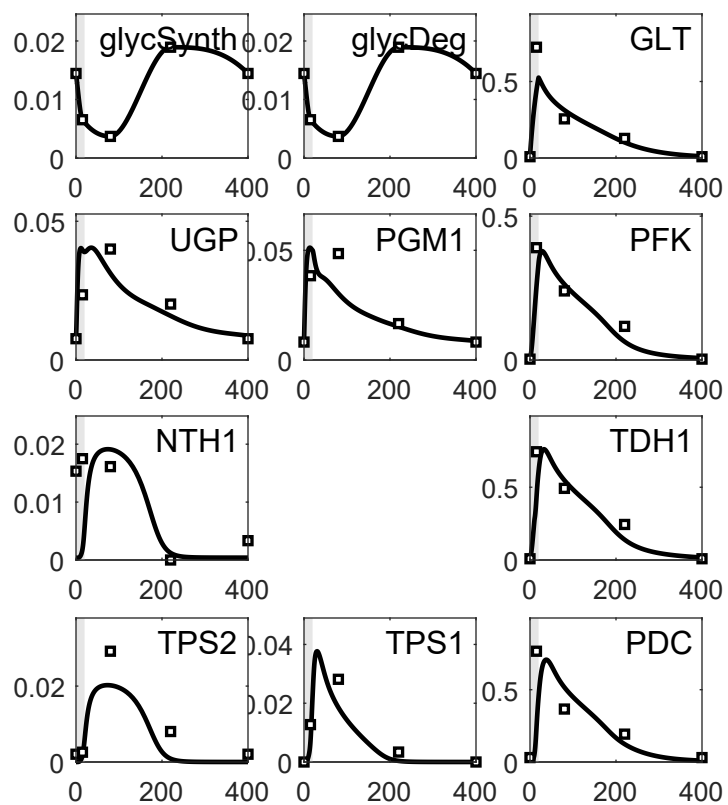 0.02 glycSynth 0.02 glycDeg GLT
0.01 0.01 0.5
0 0 0
0 200 400 0 200 400 0 200 400
0.05 UGP PGM1 0.5 PFK
0.05
0 0 0
0 200 400 0 200 400 0 200 400
0.02 NTH1 TDH1
0.01 0.5
0 0
0 200 400 0 200 400
TPS2 0.04 TPS1 PDC
0.02 0.02 0.5
0 0 0
0 200 400 0 200 400 0 200 400